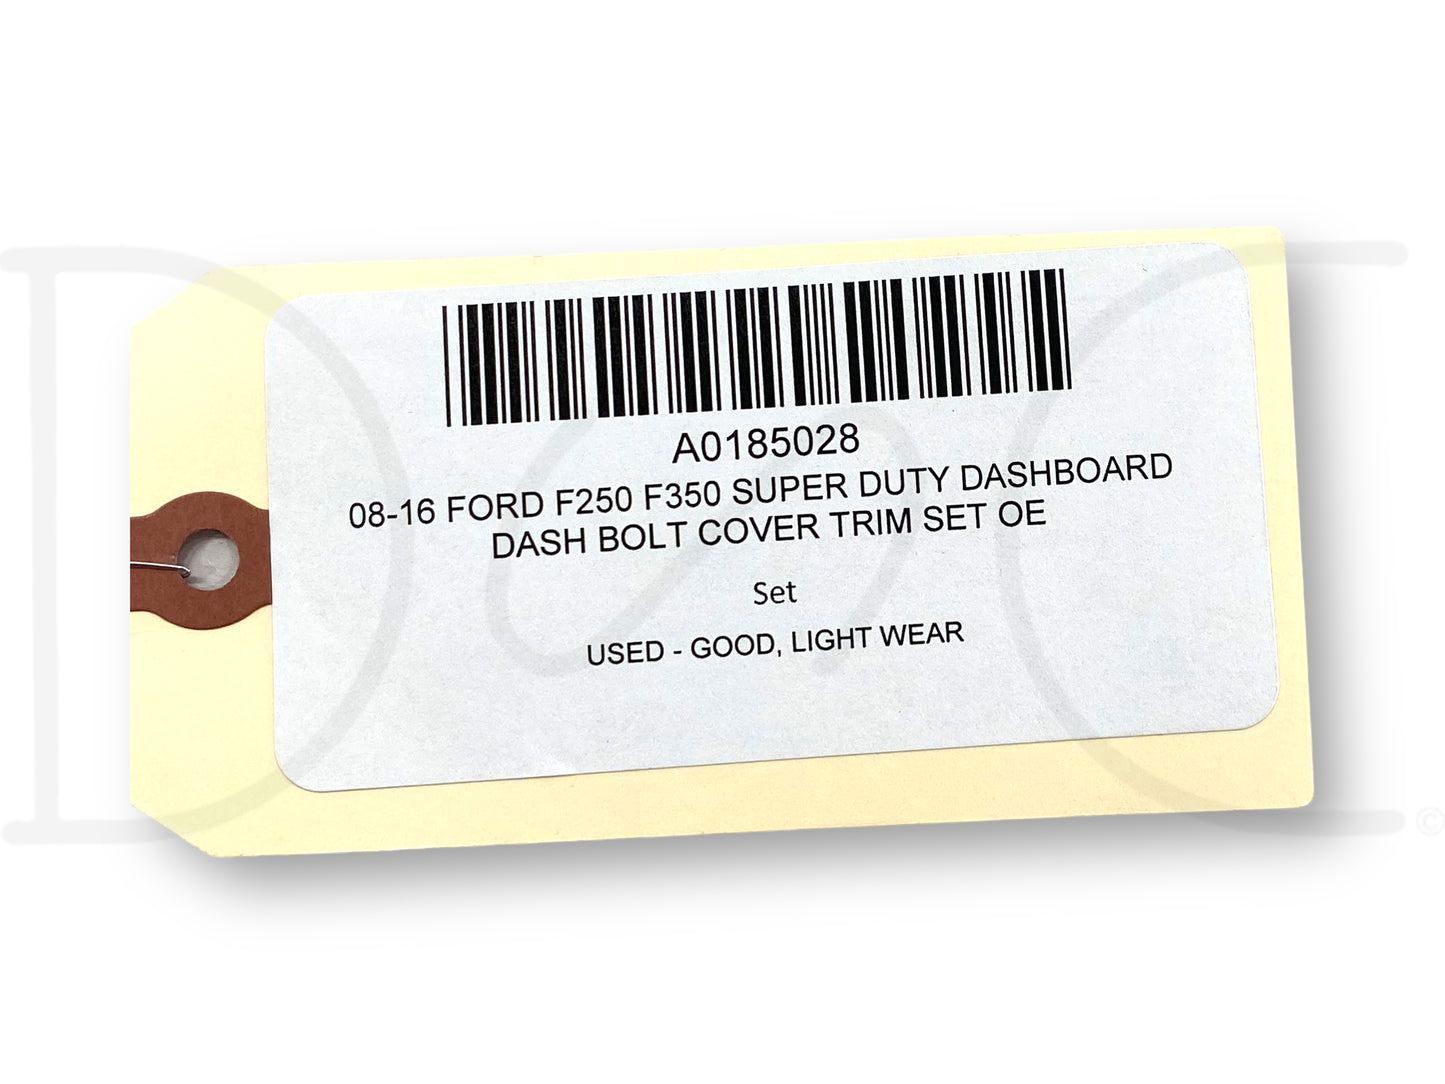 A0185028
08-16 FORD F250 F350 SUPER DUTY DASHBOARD
DASH BOLT COVER TRIM SET OE
Set
USED - GOOD, LIGHT WEAR
D
C
©